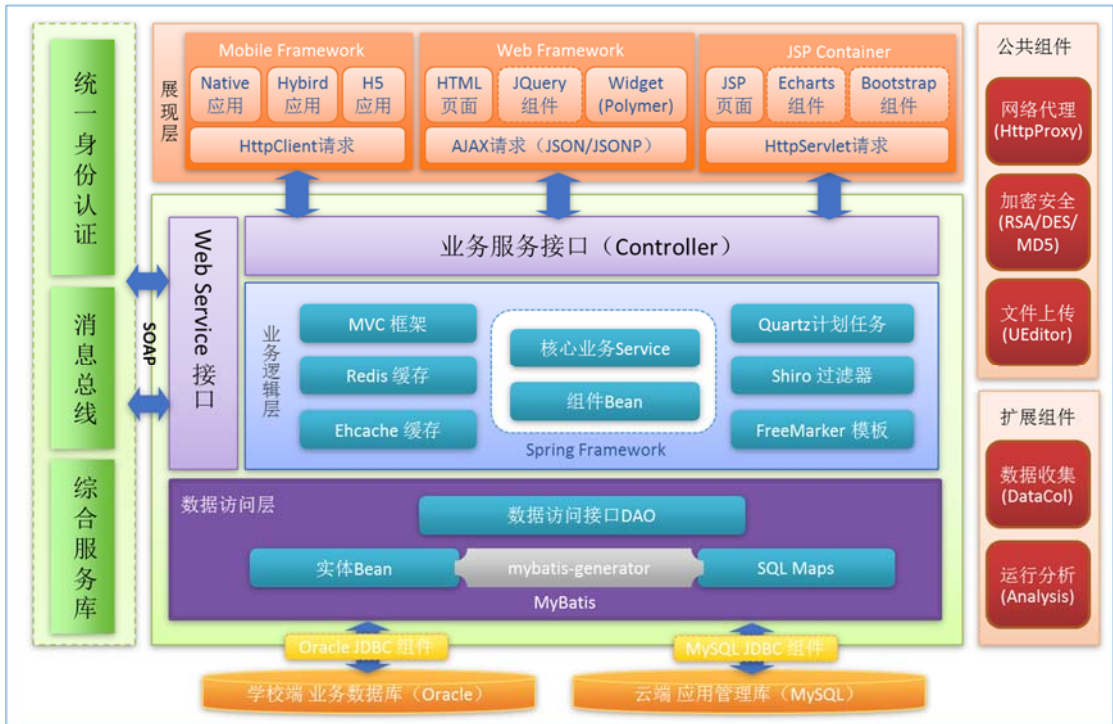 统一身份认证
消息总线
综合服务库
SOAP
展现层
Mobile Framework
Native
应用
Hybird
应用
H5
应用
HttpClient请求
Web Framework
HTML
页面
JQuery
组件
Widget
(Polymer)
AJAX请求（JSON/JSONP）
JSP Container
JSP
页面
Echarts
组件
Bootstrap
组件
HttpServlet请求
Web Service 接口
业务服务接口（Controller）
业务逻辑层
MVC 框架
Redis 缓存
Ehcache 缓存
核心业务Service
组件Bean
Spring Framework
Quartz计划任务
Shiro 过滤器
FreeMarker 模板
数据访问层
数据访问接口DAO
实体Bean
mybatis-generator
SQL Maps
MyBatis
Oracle JDBC 组件
MySQL JDBC 组件
学校端 业务数据库（Oracle）
云端 应用管理库（MySQL）
公共组件
网络代理
(HttpProxy)
加密安全
(RSA/DES/
MD5)
文件上传
(UEditor)
扩展组件
数据收集
(DataCol)
运行分析
(Analysis)